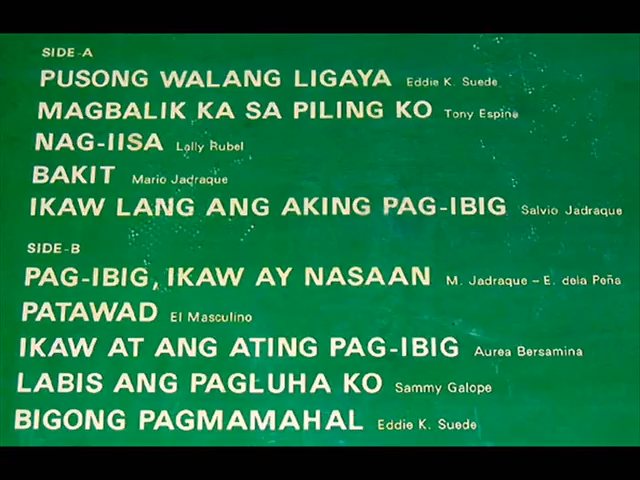 SIDE-A
PUSONG WALANG LIGAYA Eddie K. Suede
MAGBALIK KA SA PILING KO Tony Espina
NAG-IISA Lally Rubel
BAKIT Mario Jadraque
IKAW LANG ANG AKING PAG-IBIG Salvio Jadraque
SIDE-B
PAG-IBIG, IKAW AY NASAAN M. Jadraque – E. dela Peña
PATAWAD El Masculino
IKAW AT ANG ATING PAG-IBIG Aurea Bersamina
LABIS ANG PAGLUHA KO Sammy Galope
BIGONG PAGMAMAHAL Eddie K. Suede